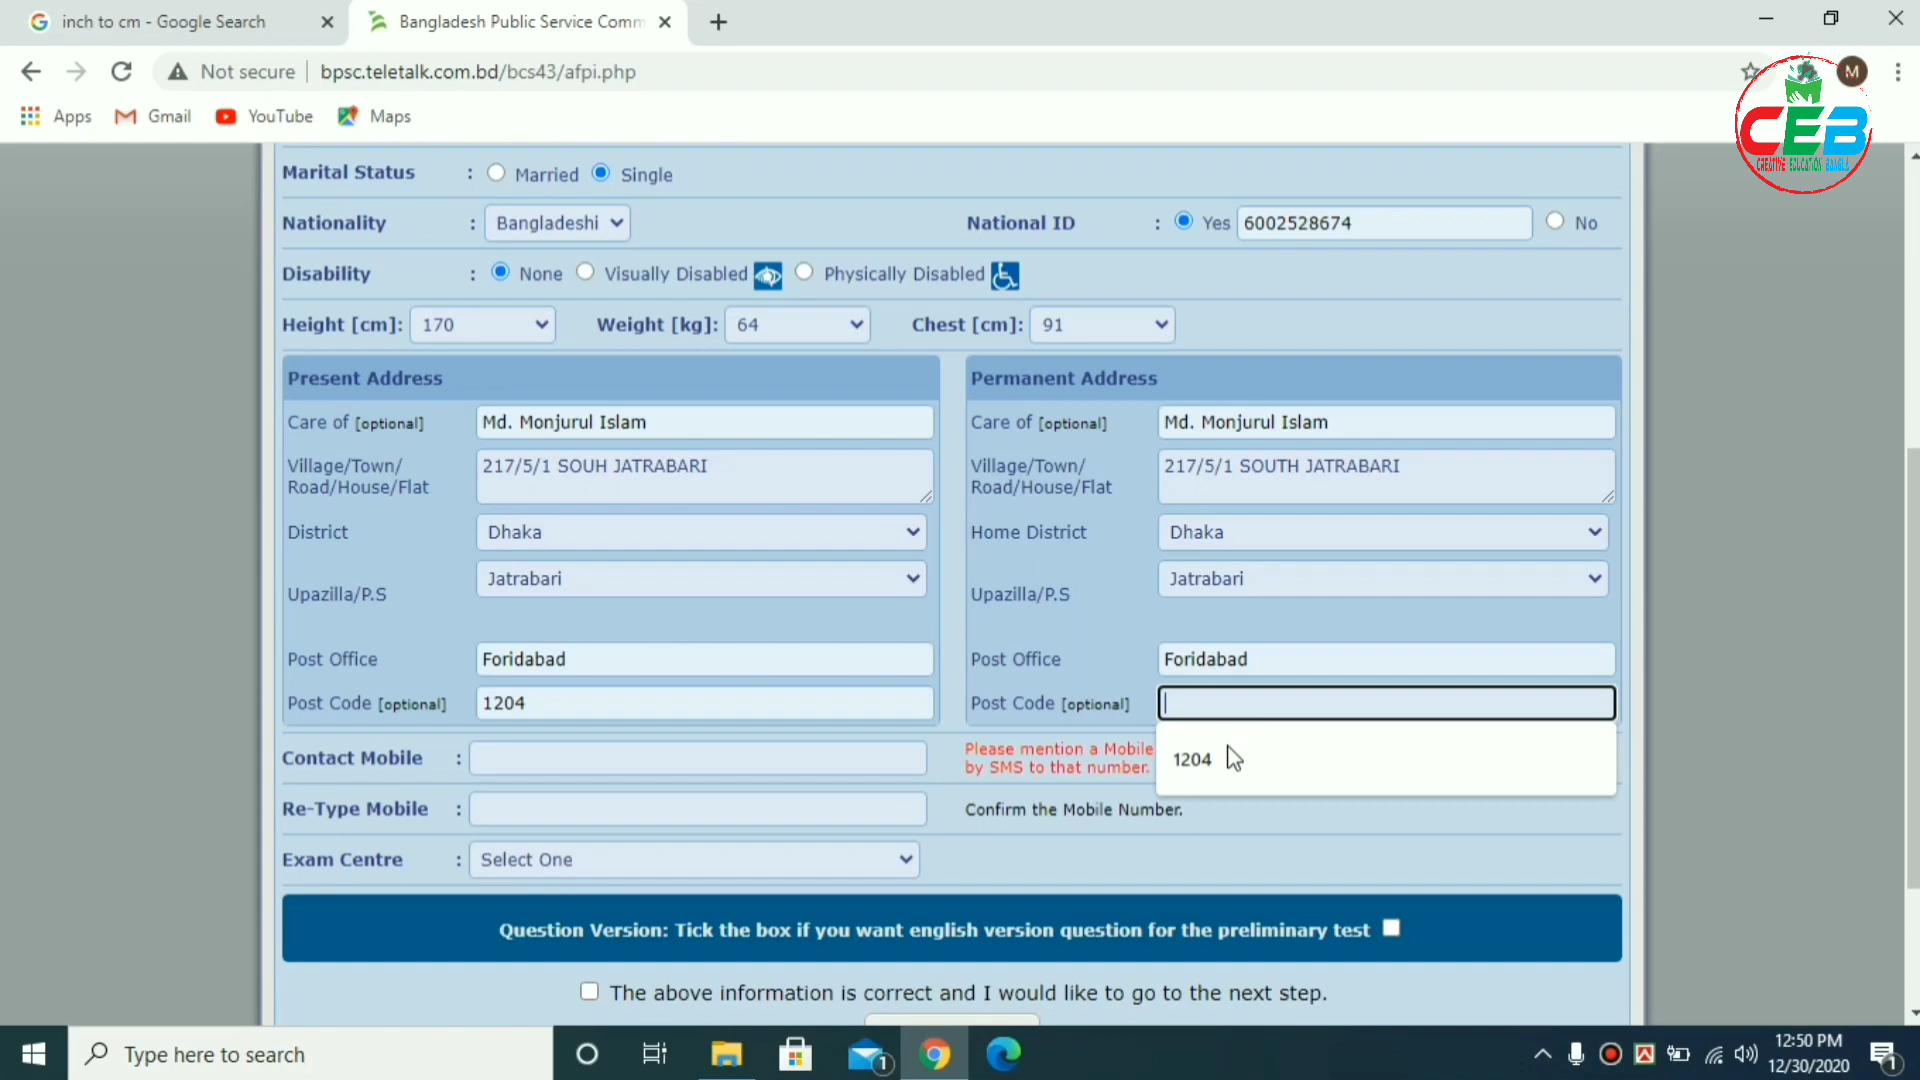 inch to cm - Google Search
Bangladesh Public Service Comm
Not secure bpsc.teletalk.com.bd/bcs43/afpi.php M
Apps Gmail YouTube Maps
CEB
CREATIVE EDUCATION BANGLA
Marital Status : Married Single
Nationality : Bangladeshi National ID : Yes 6002528674 No
Disability : None Visually Disabled Physically Disabled
Height [cm]: 170 Weight [kg]: 64 Chest [cm]: 91
Present Address Permanent Address
Care of [optional] Md. Monjurul Islam Care of [optional] Md. Monjurul Islam
Village/Town/ 217/5/1 SOUH JATRABARI Village/Town/ 217/5/1 SOUTH JATRABARI
Road/House/Flat Road/House/Flat
District Dhaka Home District Dhaka
Upazilla/P.S Jatrabari Upazilla/P.S Jatrabari
Post Office Foridabad Post Office Foridabad
Post Code [optional] 1204 Post Code [optional]
1204
Contact Mobile : Please mention a Mobile
by SMS to that number.
Re-Type Mobile : Confirm the Mobile Number.
Exam Centre : Select One
Question Version: Tick the box if you want english version question for the preliminary test
The above information is correct and I would like to go to the next step.
Type here to search 1 12:50 PM
12/30/2020 1